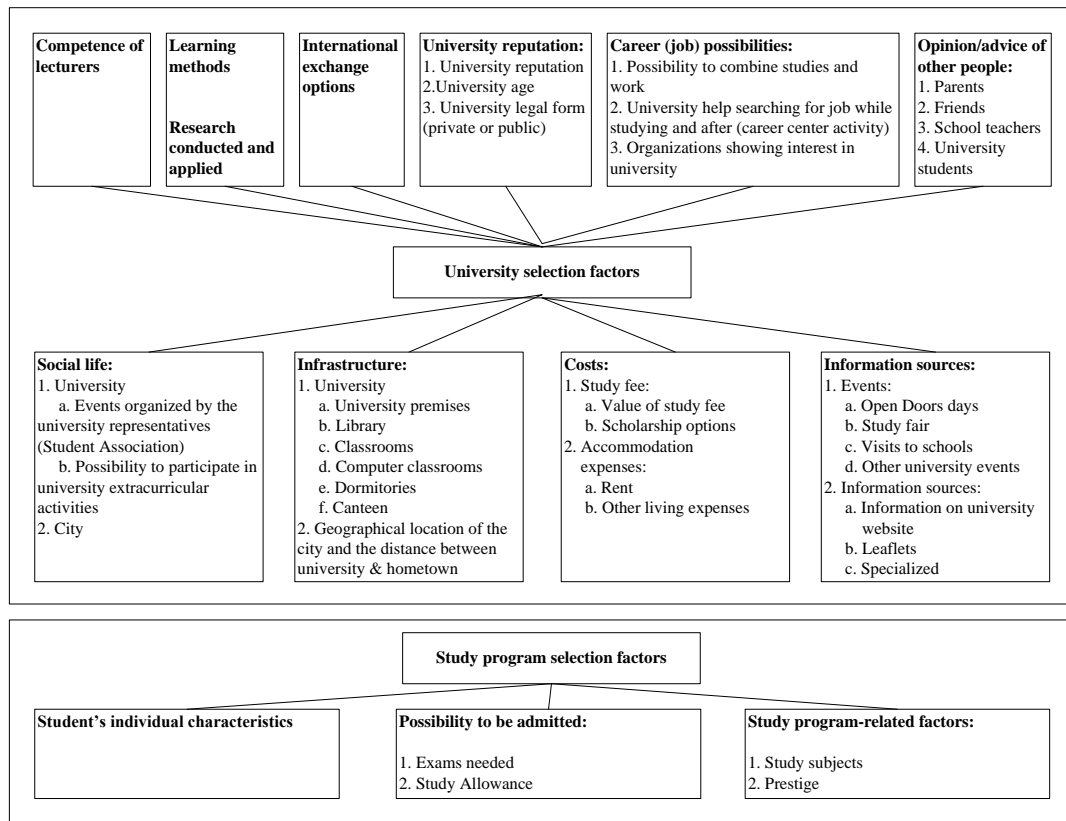 Competence of
lecturers
Learning
methods
Research
conducted and
applied
International
exchange
options
University reputation:
1. University reputation
2.University age
3. University legal form
(private or public)
Career (job) possibilities:
1. Possibility to combine studies and
work
2. University help searching for job while
studying and after (career center activity)
3. Organizations showing interest in
university
Opinion/advice of
other people:
1. Parents
2. Friends
3. School teachers
4. University
students
University selection factors
Social life:
1. University
a. Events organized by the
university representatives
(Student Association)
b. Possibility to participate in
university extracurricular
activities
2. City
Infrastructure:
1. University
a. University premises
b. Library
c. Classrooms
d. Computer classrooms
e. Dormitories
f. Canteen
2. Geographical location of the
city and the distance between
university & hometown
Costs:
1. Study fee:
a. Value of study fee
b. Scholarship options
2. Accommodation
expenses:
a. Rent
b. Other living expenses
Information sources:
1. Events:
a. Open Doors days
b. Study fair
c. Visits to schools
d. Other university events
2. Information sources:
a. Information on university
website
b. Leaflets
c. Specialized
Study program selection factors
Student's individual characteristics
Possibility to be admitted:
1. Exams needed
2. Study Allowance
Study program-related factors:
1. Study subjects
2. Prestige